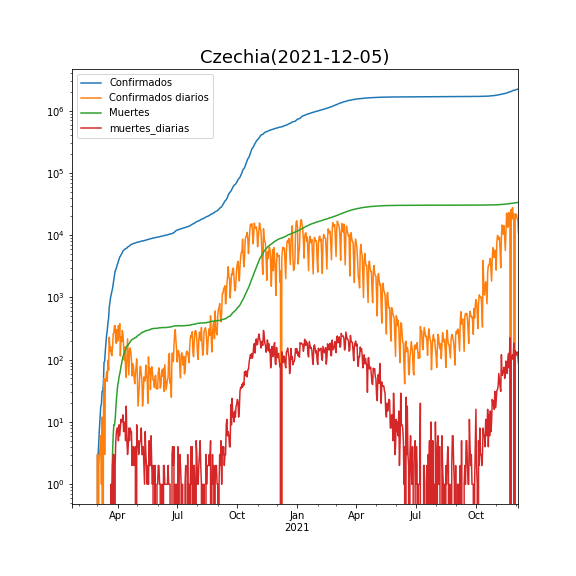 Czechia(2021-12-05)
Confirmados
Confirmados diarios
Muertes
muertes_diarias
10^6
10^5
10^4
10^3
10^2
10^1
10^0
Apr Jul Oct Jan Apr Jul Oct
2021